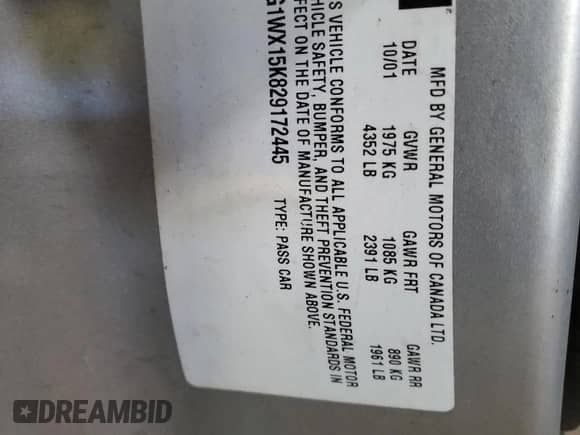 MFD BY GENERAL MOTORS OF CANADA LTD.
DATE GVWR GAWR FRT GAWR RR
10/01 1975 KG 1085 KG 890 KG
4352 LB 2391 LB 1961 LB
S VEHICLE CONFORMS TO ALL APPLICABLE U.S. FEDERAL MOTOR
HICLE SAFETY, BUMPER, AND THEFT PREVENTION STANDARDS IN
FECT ON THE DATE OF MANUFACTURE SHOWN ABOVE.
G1WX15K829172445 TYPE: PASS CAR
DREAMBID